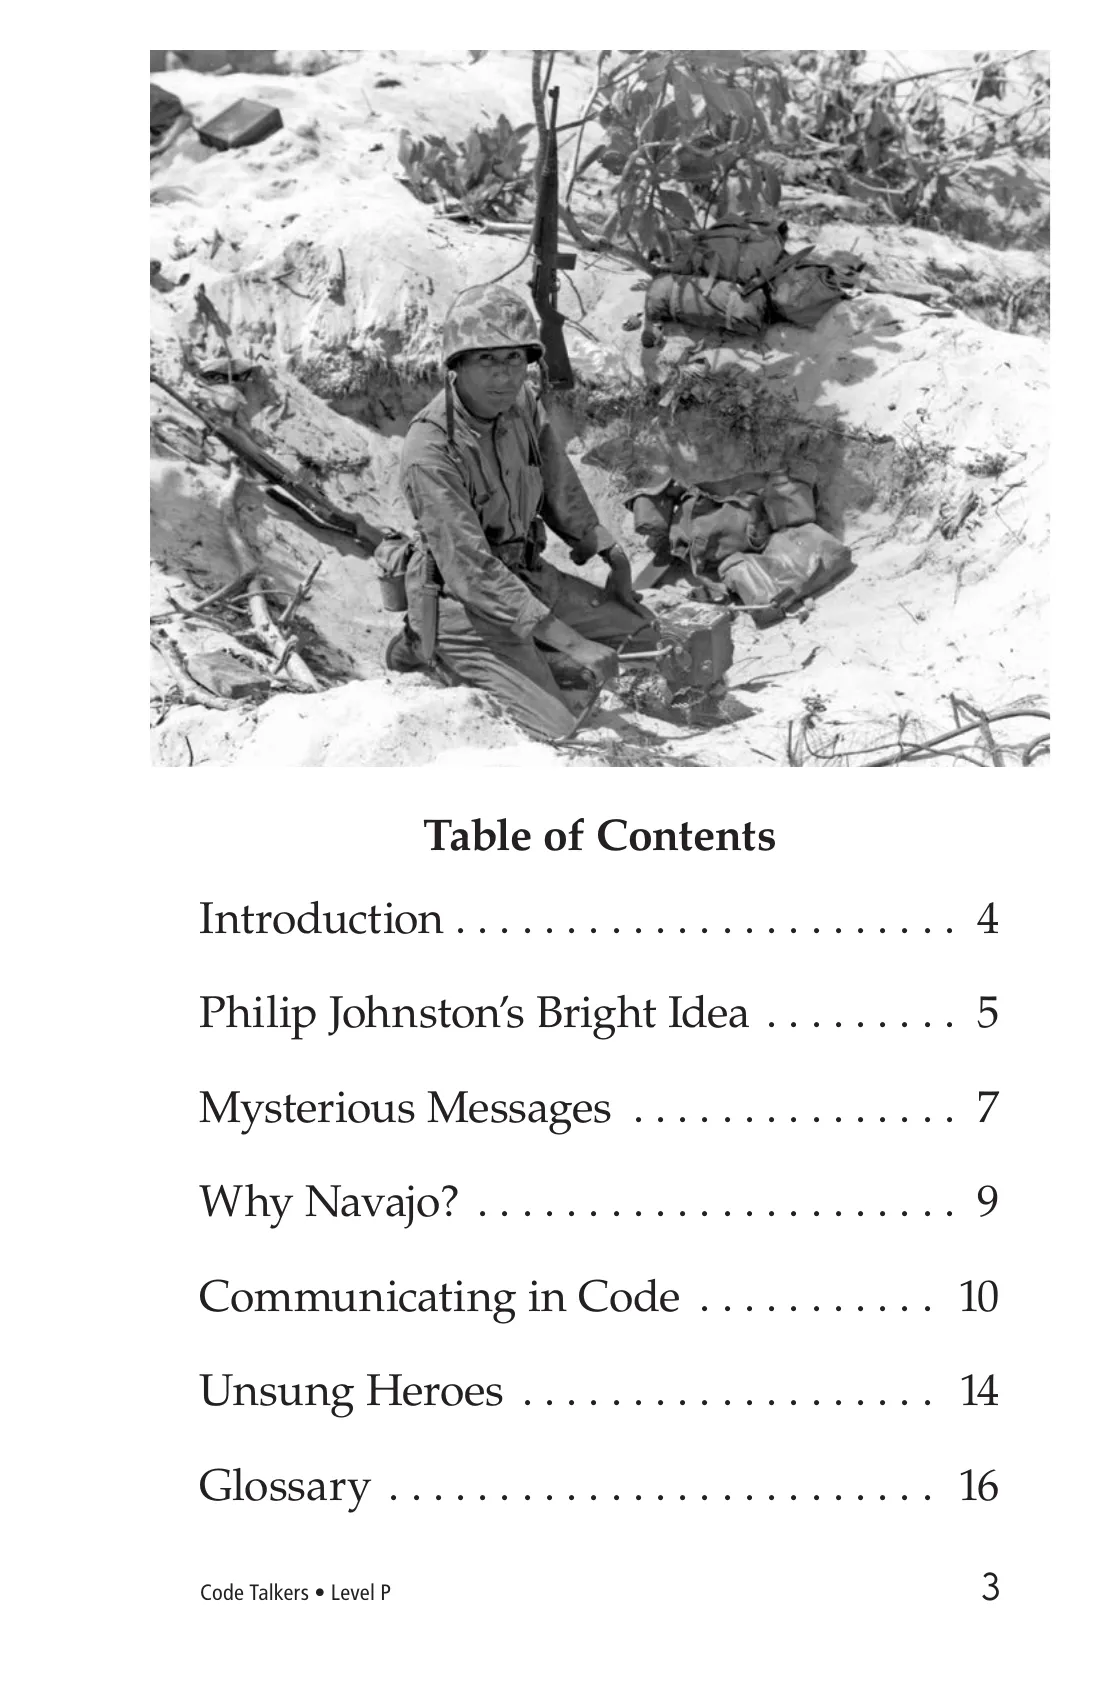 Table of Contents
Introduction . . . . . . . . . . . . . . . . . . . . . . . 4
Philip Johnston’s Bright Idea . . . . . . . . . 5
Mysterious Messages . . . . . . . . . . . . . . . 7
Why Navajo? . . . . . . . . . . . . . . . . . . . . . . 9
Communicating in Code . . . . . . . . . . . 10
Unsung Heroes . . . . . . . . . . . . . . . . . . . 14
Glossary . . . . . . . . . . . . . . . . . . . . . . . . . 16
Code Talkers • Level P 3